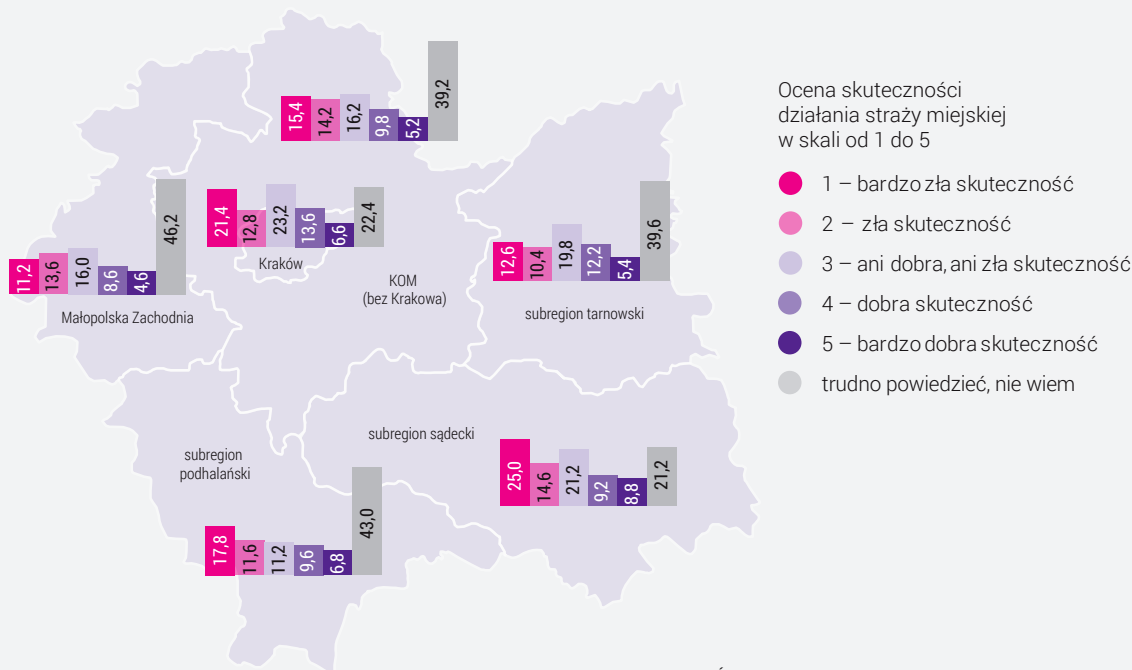 15,4
14,2
16,2
9,8
5,2
39,2
21,4
12,8
23,2
13,6
6,6
22,4
Kraków
KOM
(bez Krakowa)
11,2
13,6
16,0
8,6
4,6
46,2
Małopolska Zachodnia
12,6
10,4
19,8
12,2
5,4
39,6
subregion tarnowski
subregion sądecki
25,0
14,6
21,2
9,2
8,8
21,2
subregion
podhalański
17,8
11,6
11,2
9,6
6,8
43,0
Ocena skuteczności
działania straży miejskiej
w skali od 1 do 5
1 – bardzo zła skuteczność
2 – zła skuteczność
3 – ani dobra, ani zła skuteczność
4 – dobra skuteczność
5 – bardzo dobra skuteczność
trudno powiedzieć, nie wiem